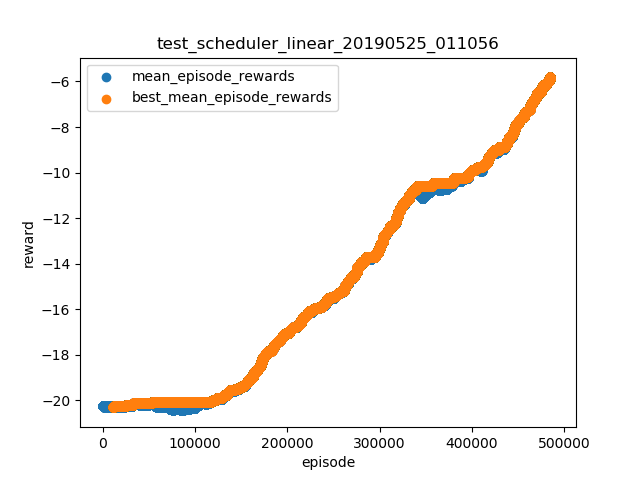 test_scheduler_linear_20190525_011056
mean_episode_rewards
best_mean_episode_rewards
−6
−8
−10
−12
−14
−16
−18
−20
reward
0 100000 200000 300000 400000 500000
episode